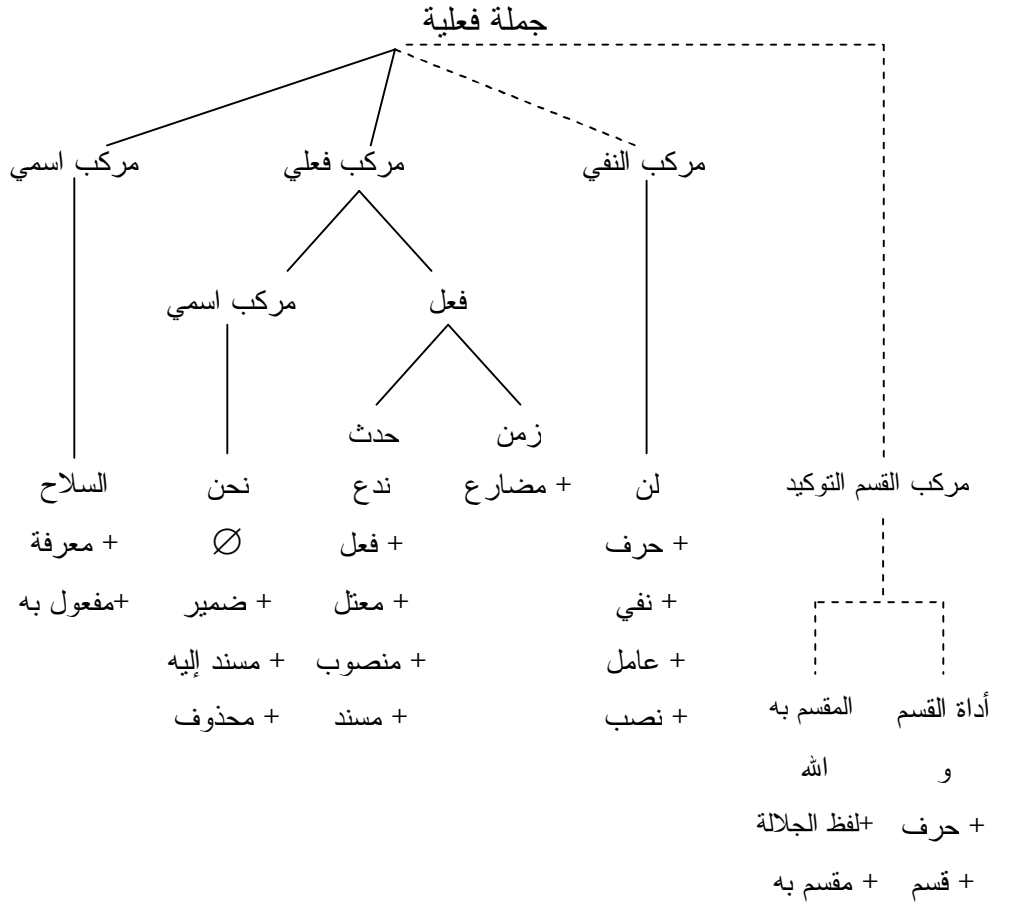 جملة فعلية
مركب النفي مركب فعلي مركب اسمي
فعل مركب اسمي
زمن حدث
مركب القسم التوكيد لن + مضارع ندع نحن السلاح
+ حرف + فعل ∅ + معرفة
+ نفي + معتل + ضمير +مفعول به
+ عامل + منصوب + مسند إليه
+ نصب + مسند + محذوف
أداة القسم المقسم به
و الله
+ حرف +لفظ الجلالة
+ قسم + مقسم به